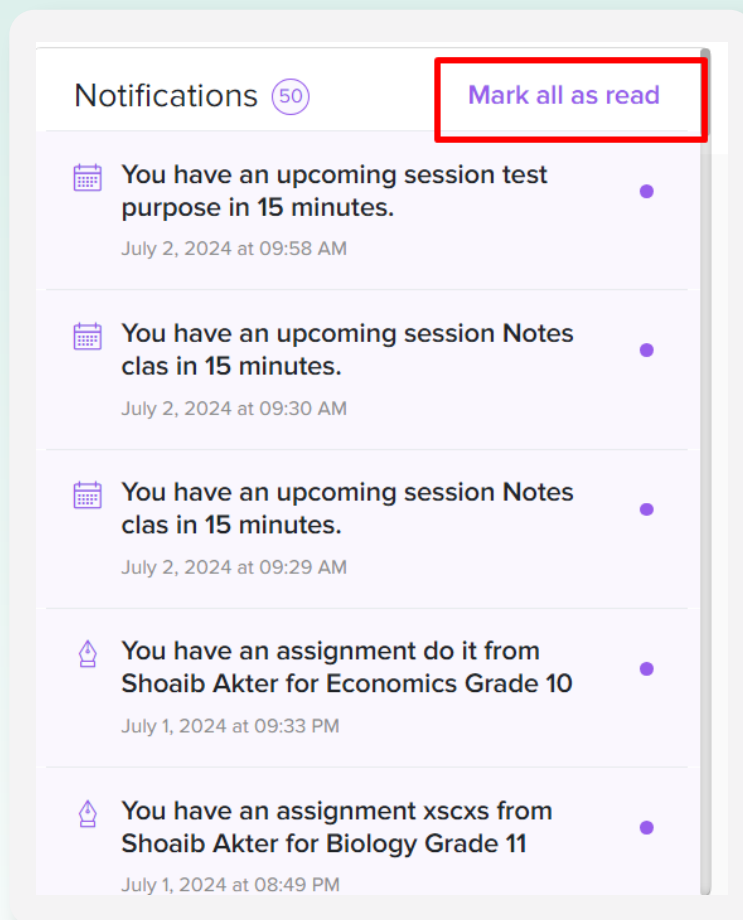 Notifications 50 Mark all as read
You have an upcoming session test
purpose in 15 minutes.
July 2, 2024 at 09:58 AM
You have an upcoming session Notes
clas in 15 minutes.
July 2, 2024 at 09:30 AM
You have an upcoming session Notes
clas in 15 minutes.
July 2, 2024 at 09:29 AM
You have an assignment do it from
Shoaib Akter for Economics Grade 10
July 1, 2024 at 09:33 PM
You have an assignment xscxs from
Shoaib Akter for Biology Grade 11
July 1, 2024 at 08:49 PM